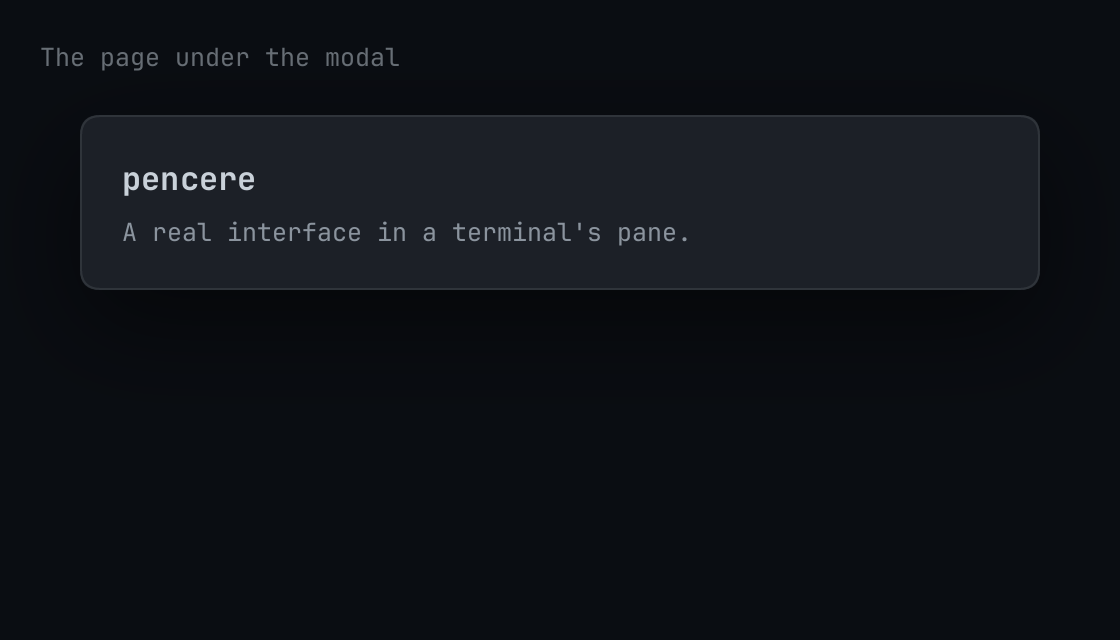 The page under the modal
pencere
A real interface in a terminal's pane.